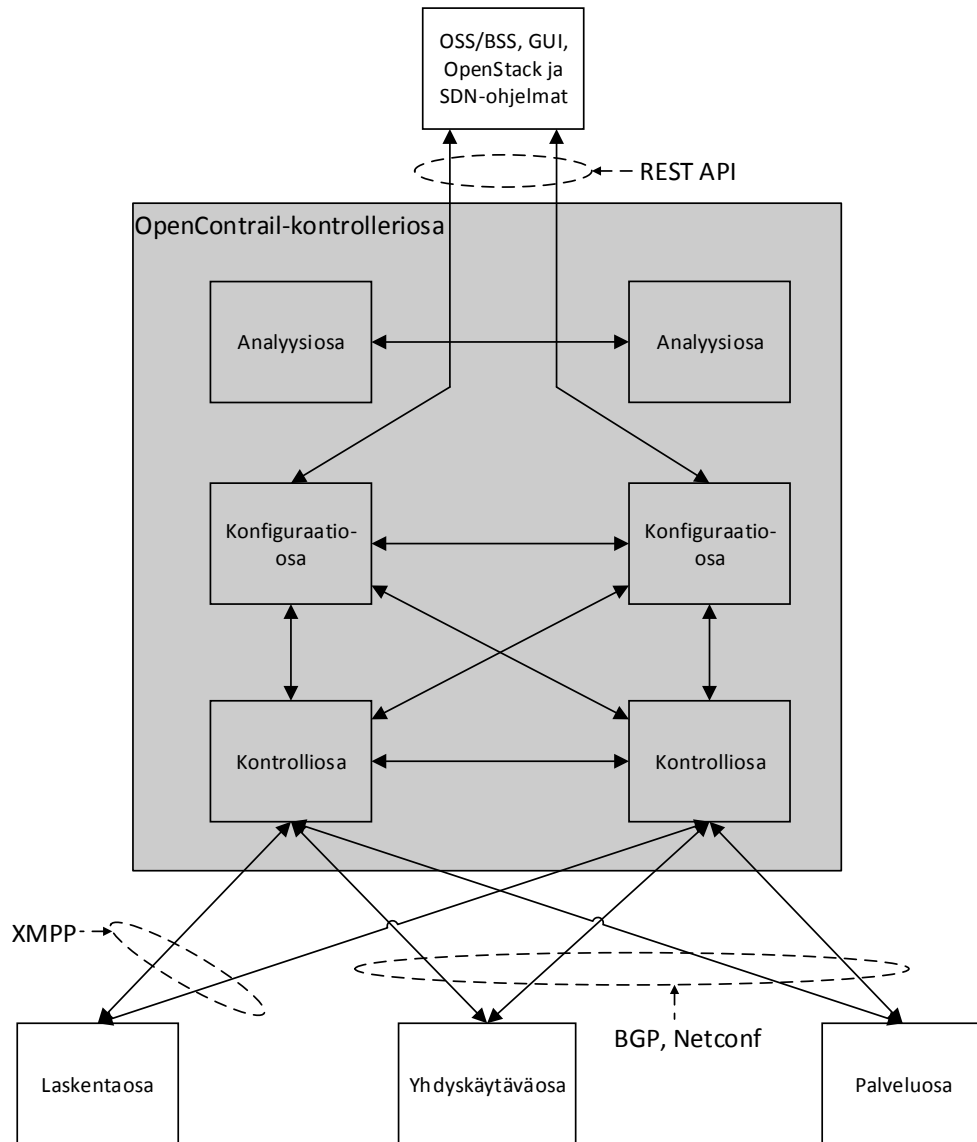 OSS/BSS, GUI,
OpenStack ja
SDN-ohjelmat
REST API
OpenContrail-kontrolleriosa
Analyysiosa
Analyysiosa
Konfiguraatio-
osa
Konfiguraatio-
osa
Kontrolliosa
Kontrolliosa
XMPP
BGP, Netconf
Laskentaosa
Yhdyskäytäväosa
Palveluosa